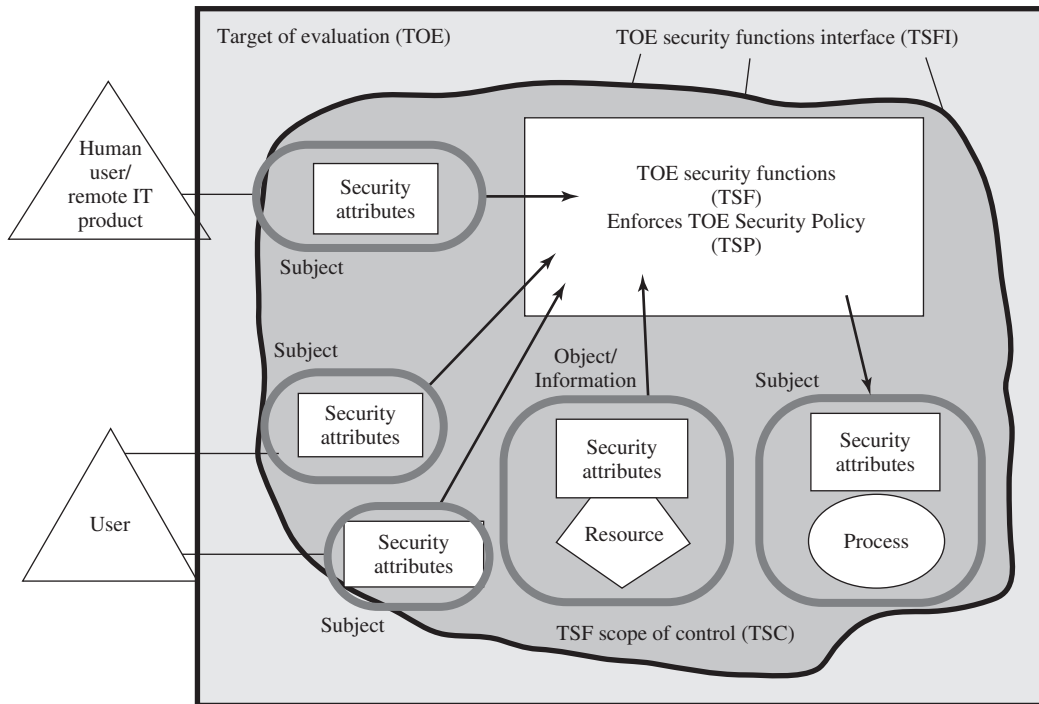 Target of evaluation (TOE)
TOE security functions interface (TSFI)
Human
user/
remote IT
product
Security
attributes
Subject
TOE security functions
(TSF)
Enforces TOE Security Policy
(TSP)
Subject
Security
attributes
Object/
Information
Security
attributes
Resource
Subject
Security
attributes
Process
User
Security
attributes
Subject
TSF scope of control (TSC)